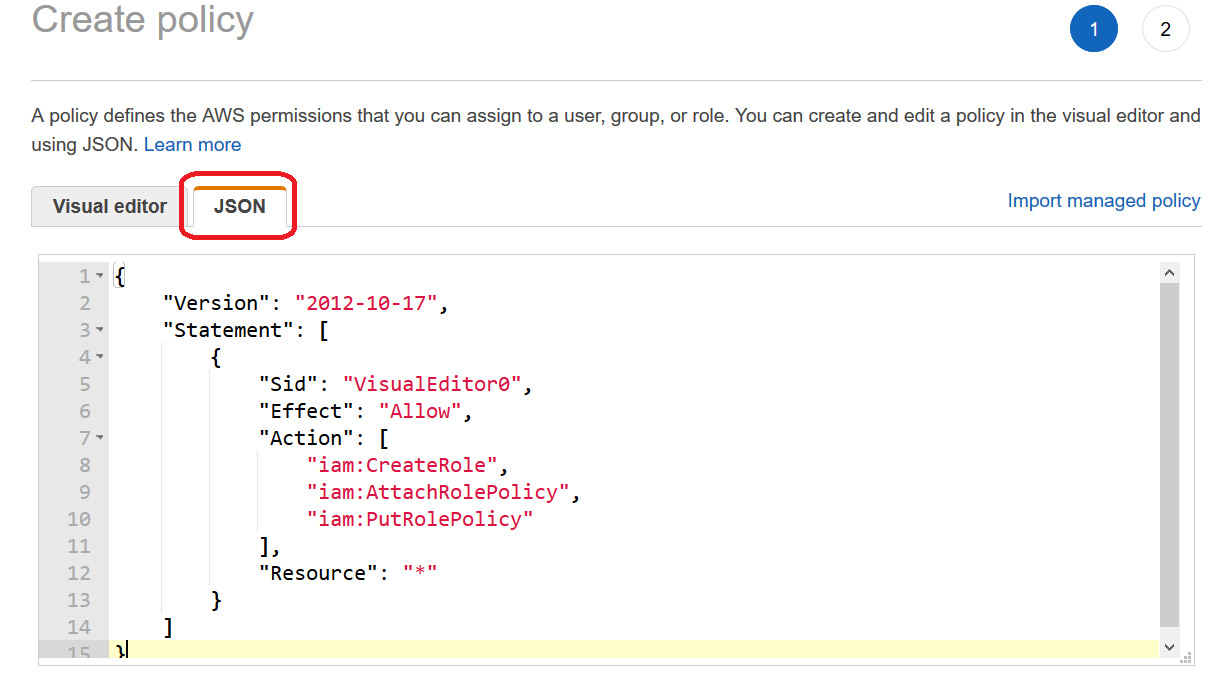 Create policy
1 2
A policy defines the AWS permissions that you can assign to a user, group, or role. You can create and edit a policy in the visual editor and
using JSON. Learn more
Visual editor JSON Import managed policy
1 {
2 "Version": "2012-10-17",
3 "Statement": [
4 {
5 "Sid": "VisualEditor0",
6 "Effect": "Allow",
7 "Action": [
8 "iam:CreateRole",
9 "iam:AttachRolePolicy",
10 "iam:PutRolePolicy"
11 ],
12 "Resource": "*"
13 }
14 ]
15 }